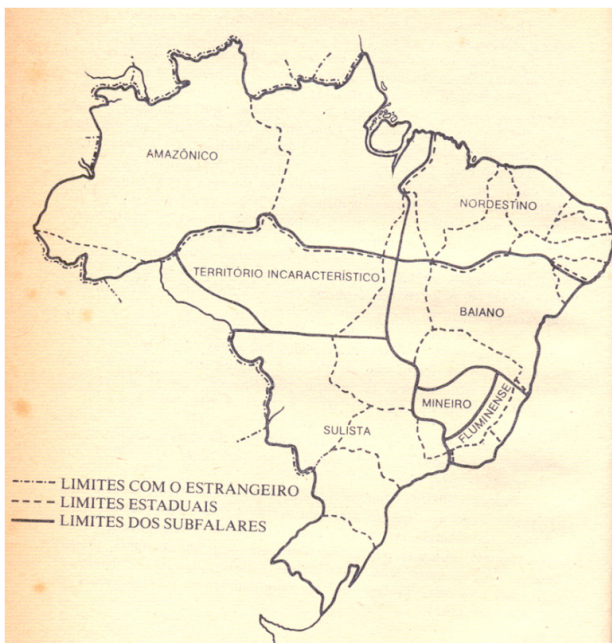 AMAZÔNICO
NORDESTINO
TERRITÓRIO INCARACTERÍSTICO
BAIANO
MINEIRO
FLUMINENSE
SULISTA
LIMITES COM O ESTRANGEIRO
LIMITES ESTADUAIS
LIMITES DOS SUBFALARES